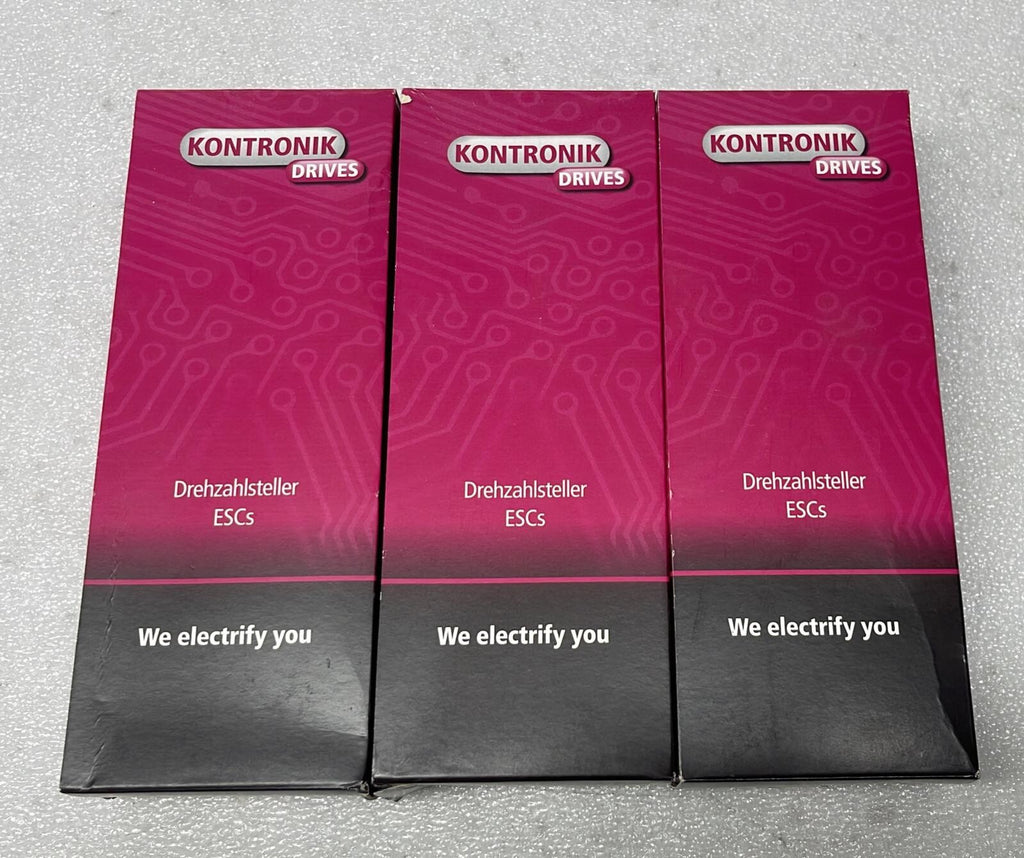 KONTRONIK
DRIVES
Drehzahlsteller
ESCs
We electrify you
KONTRONIK
DRIVES
Drehzahlsteller
ESCs
We electrify you
KONTRONIK
DRIVES
Drehzahlsteller
ESCs
We electrify you